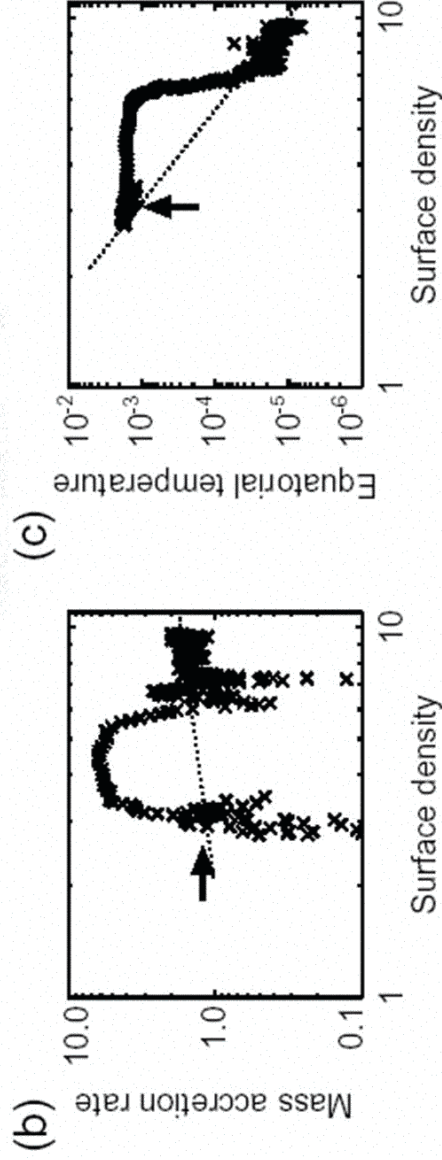 (b)
Mass accretion rate
10.0
1.0
0.1
1
10
Surface density
(c)
Equatorial temperature
10⁻²
10⁻³
10⁻⁴
10⁻⁵
10⁻⁶
1
10
Surface density